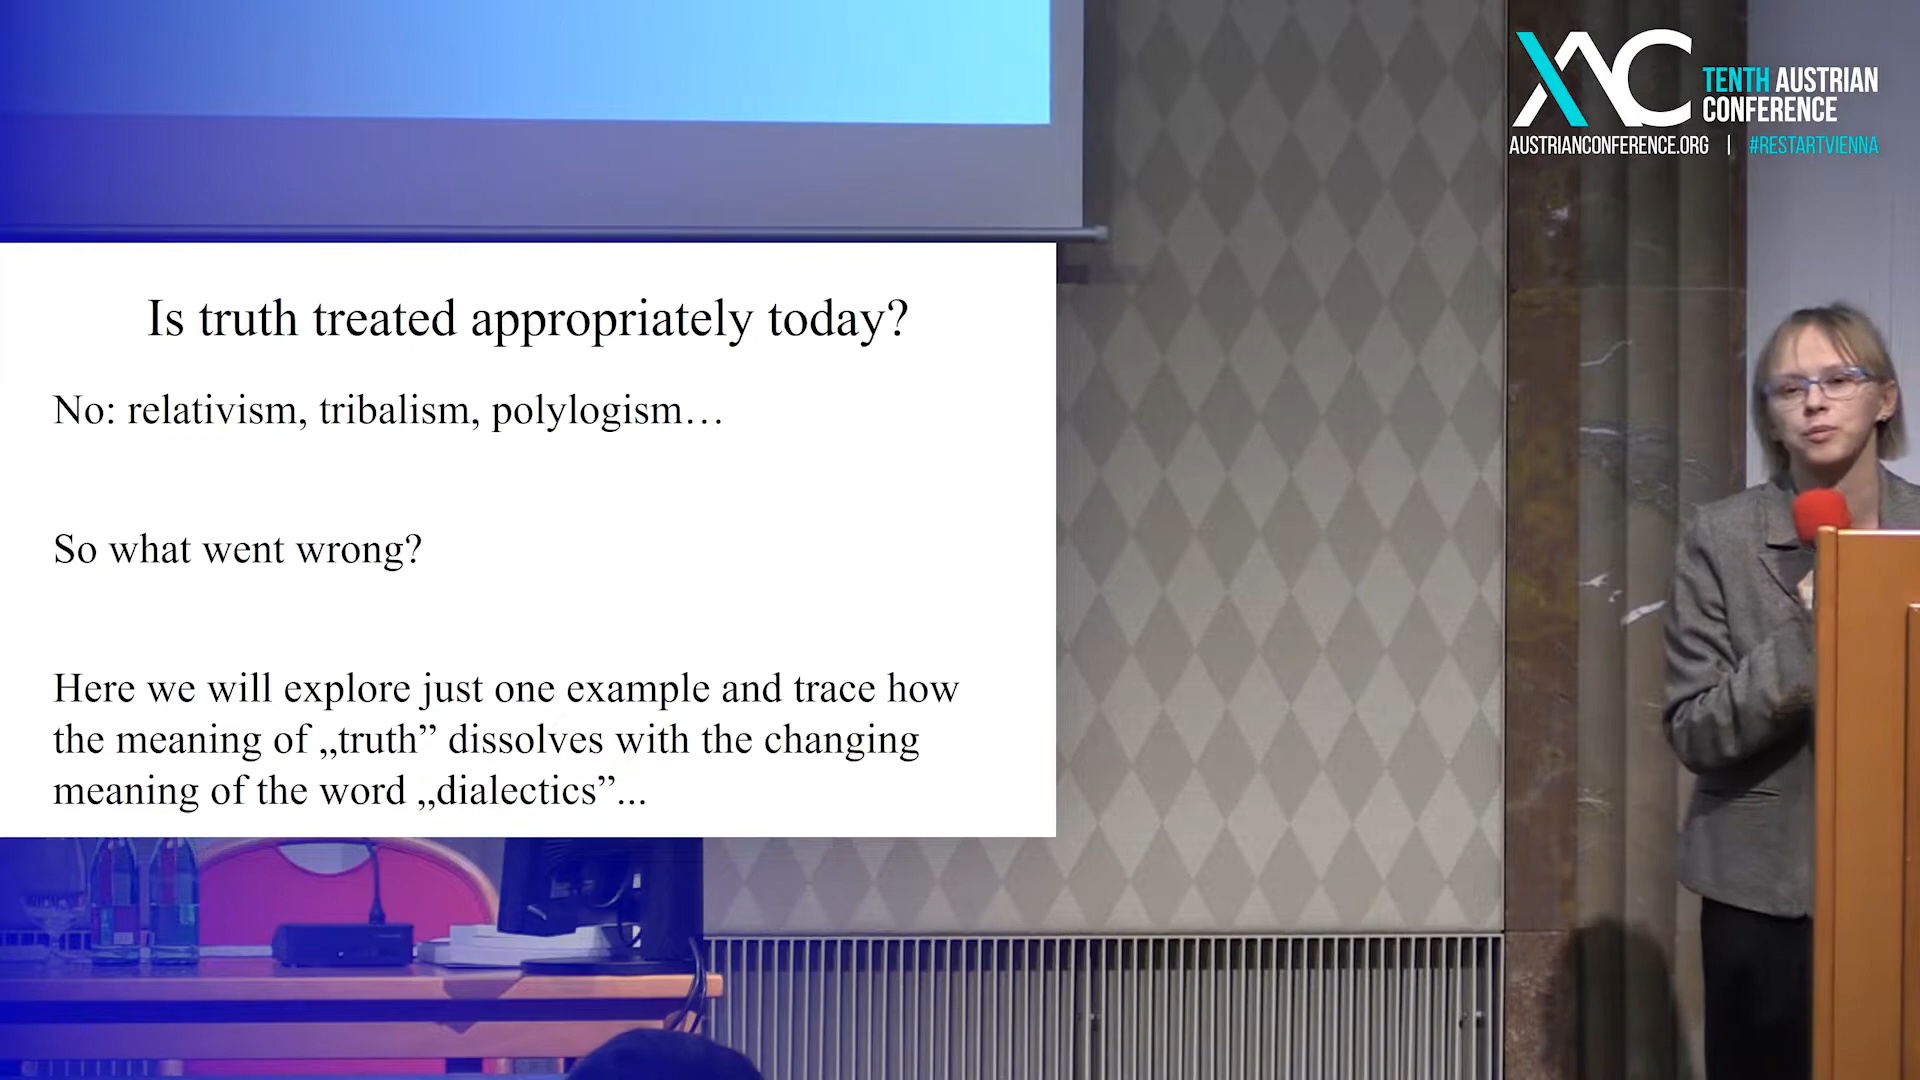 XAC
TENTH AUSTRIAN
CONFERENCE
AUSTRIANCONFERENCE.ORG | #RESTARTVIENNA
Is truth treated appropriately today?
No: relativism, tribalism, polylogism…
So what went wrong?
Here we will explore just one example and trace how
the meaning of „truth” dissolves with the changing
meaning of the word „dialectics”...